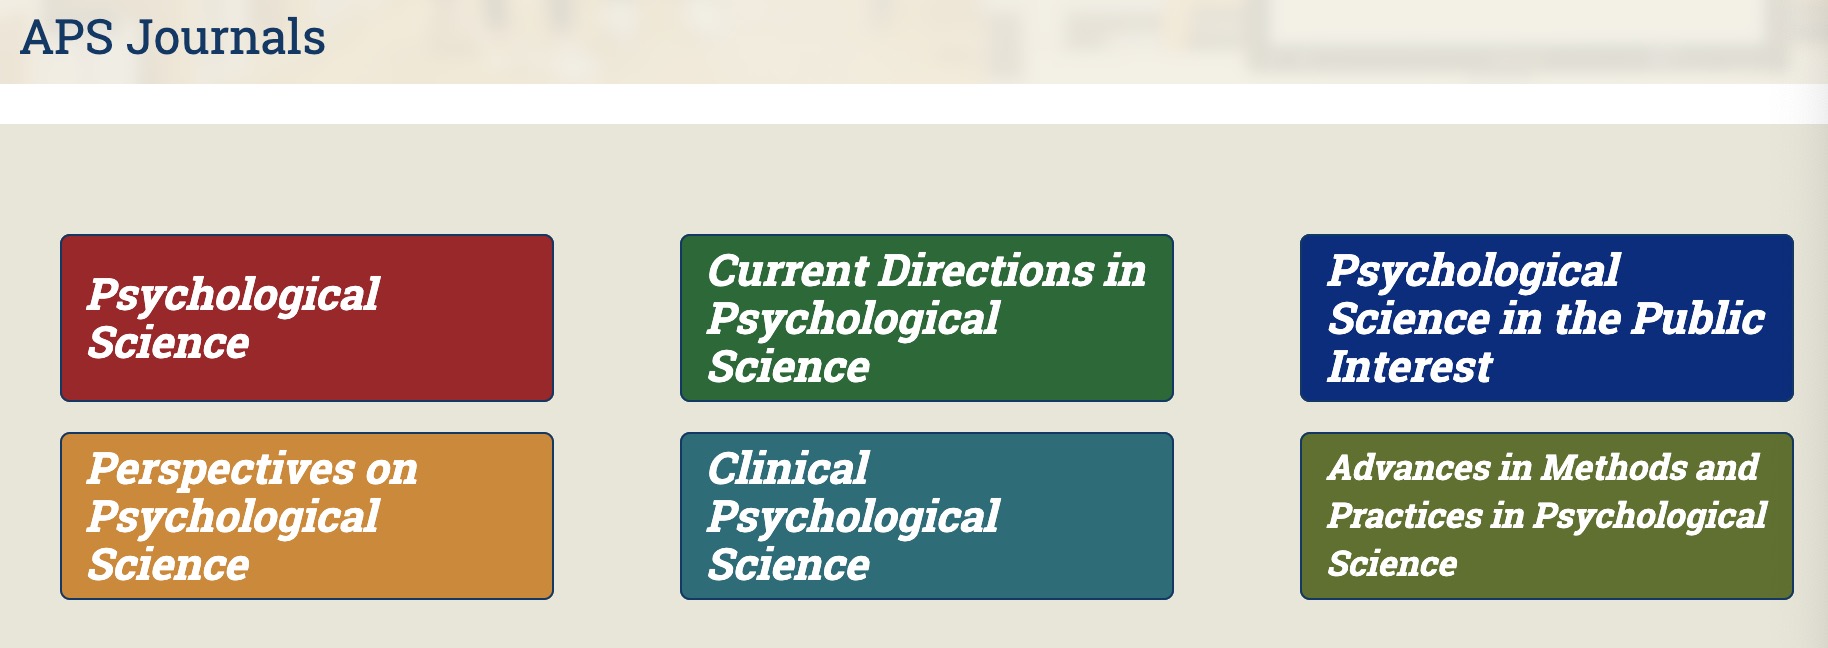 APS Journals
Psychological
Science
Current Directions in
Psychological
Science
Psychological
Science in the Public
Interest
Perspectives on
Psychological
Science
Clinical
Psychological
Science
Advances in Methods and
Practices in Psychological
Science